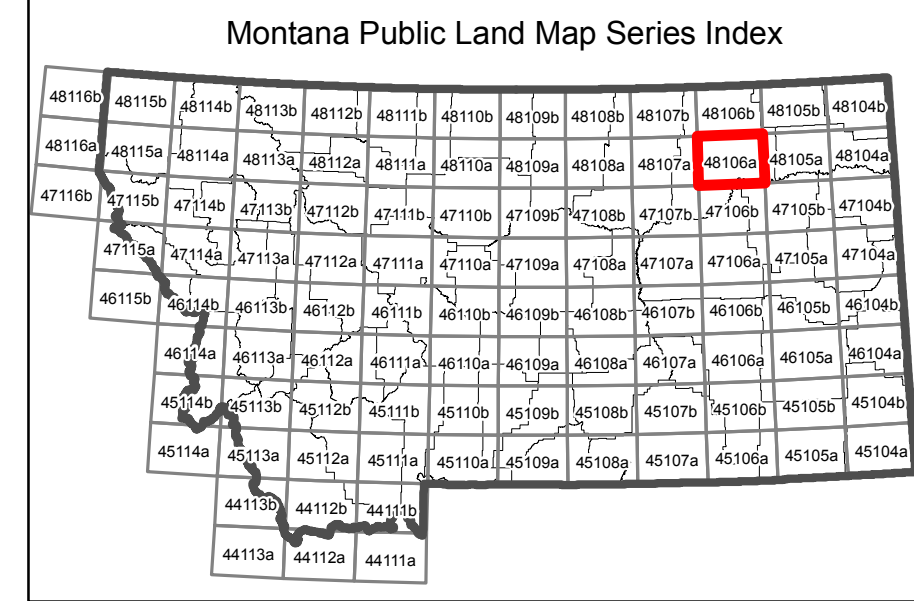 Montana Public Land Map Series Index
48116b 48115b 48114b 48113b 48112b 48111b 48110b 48109b 48108b 48107b 48106b 48105b 48104b
48116a 48115a 48114a 48113a 48112a 48111a 48110a 48109a 48108a 48107a 48106a 48105a 48104a
47116b 47115b 47114b 47113b 47112b 47111b 47110b 47109b 47108b 47107b 47106b 47105b 47104b
47115a 47114a 47113a 47112a 47111a 47110a 47109a 47108a 47107a 47106a 47105a 47104a
46115b 46114b 46113b 46112b 46111b 46110b 46109b 46108b 46107b 46106b 46105b 46104b
46114a 46113a 46112a 46111a 46110a 46109a 46108a 46107a 46106a 46105a 46104a
45114b 45113b 45112b 45111b 45110b 45109b 45108b 45107b 45106b 45105b 45104b
45114a 45113a 45112a 45111a 45110a 45109a 45108a 45107a 45106a 45105a 45104a
44113b 44112b 44111b
44113a 44112a 44111a